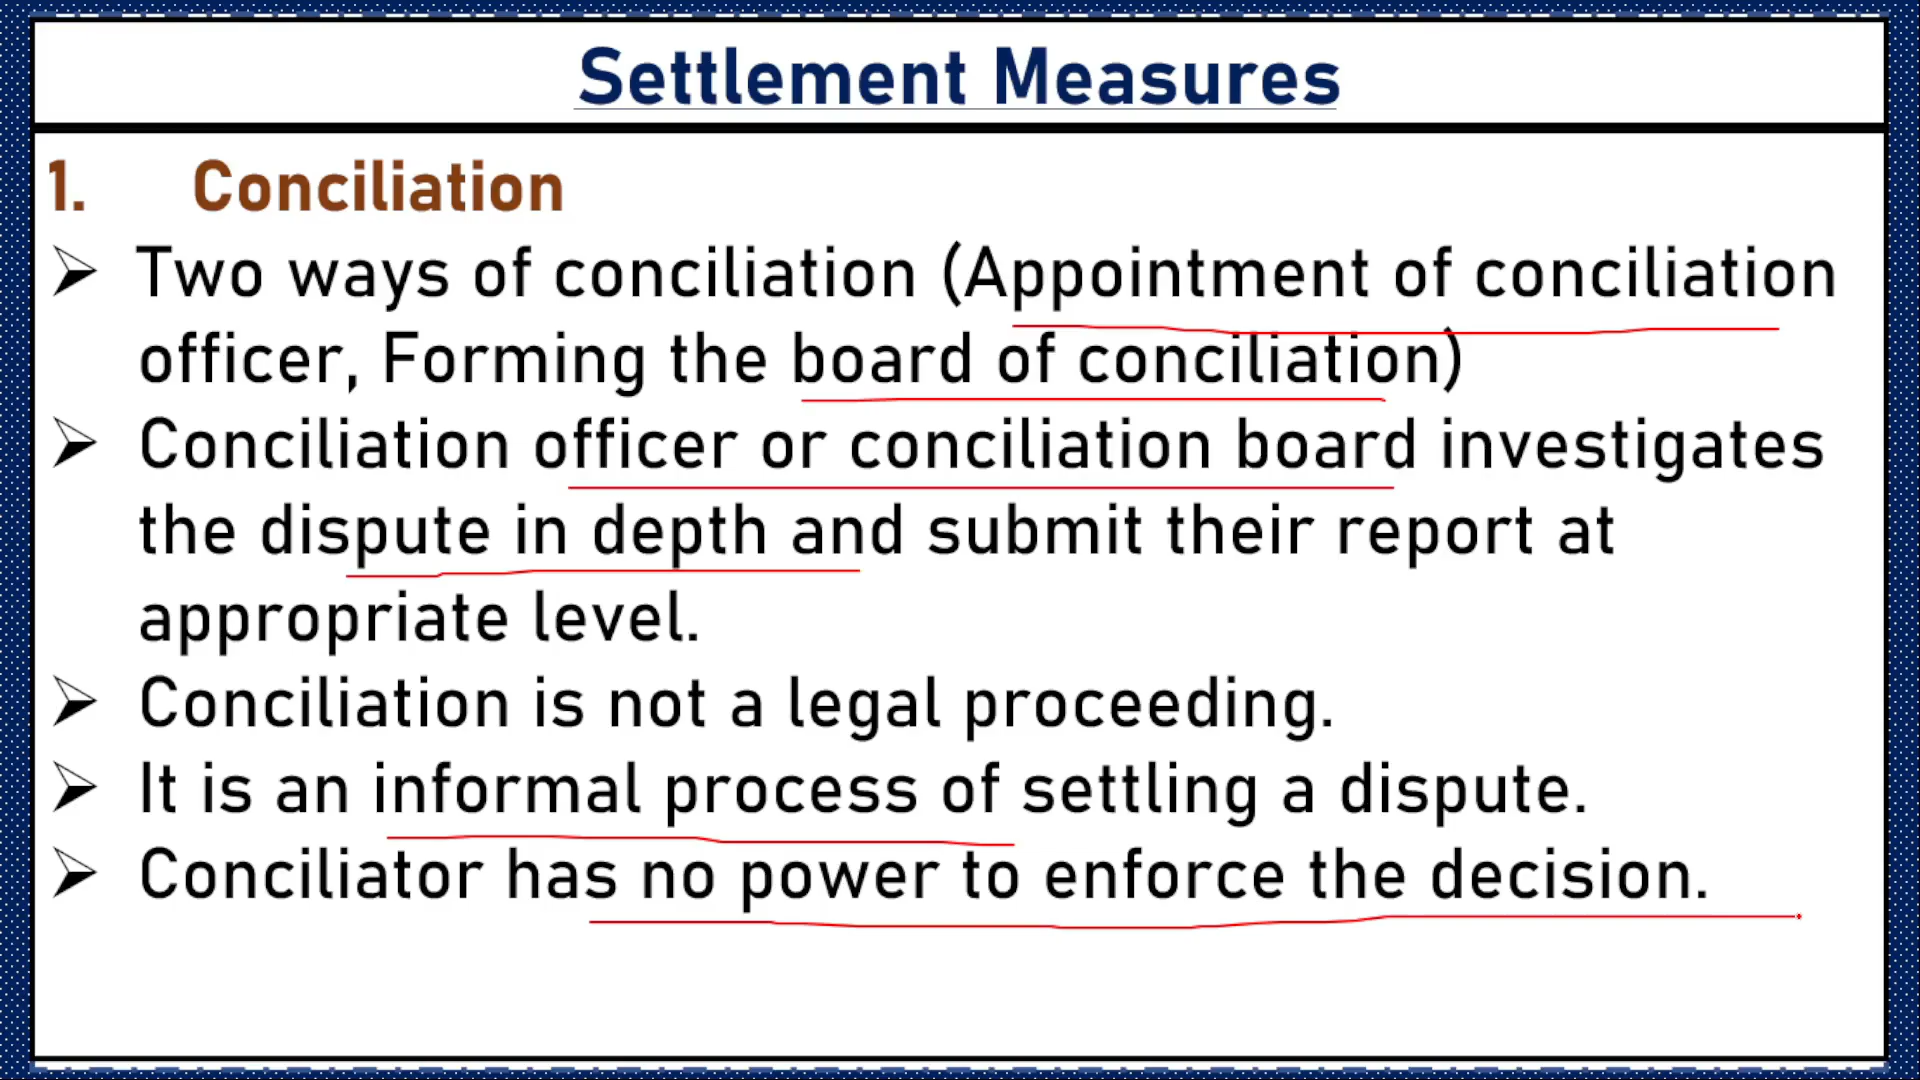 Settlement Measures
1. Conciliation
➢ Two ways of conciliation (Appointment of conciliation
officer, Forming the board of conciliation)
➢ Conciliation officer or conciliation board investigates
the dispute in depth and submit their report at
appropriate level.
➢ Conciliation is not a legal proceeding.
➢ It is an informal process of settling a dispute.
➢ Conciliator has no power to enforce the decision.